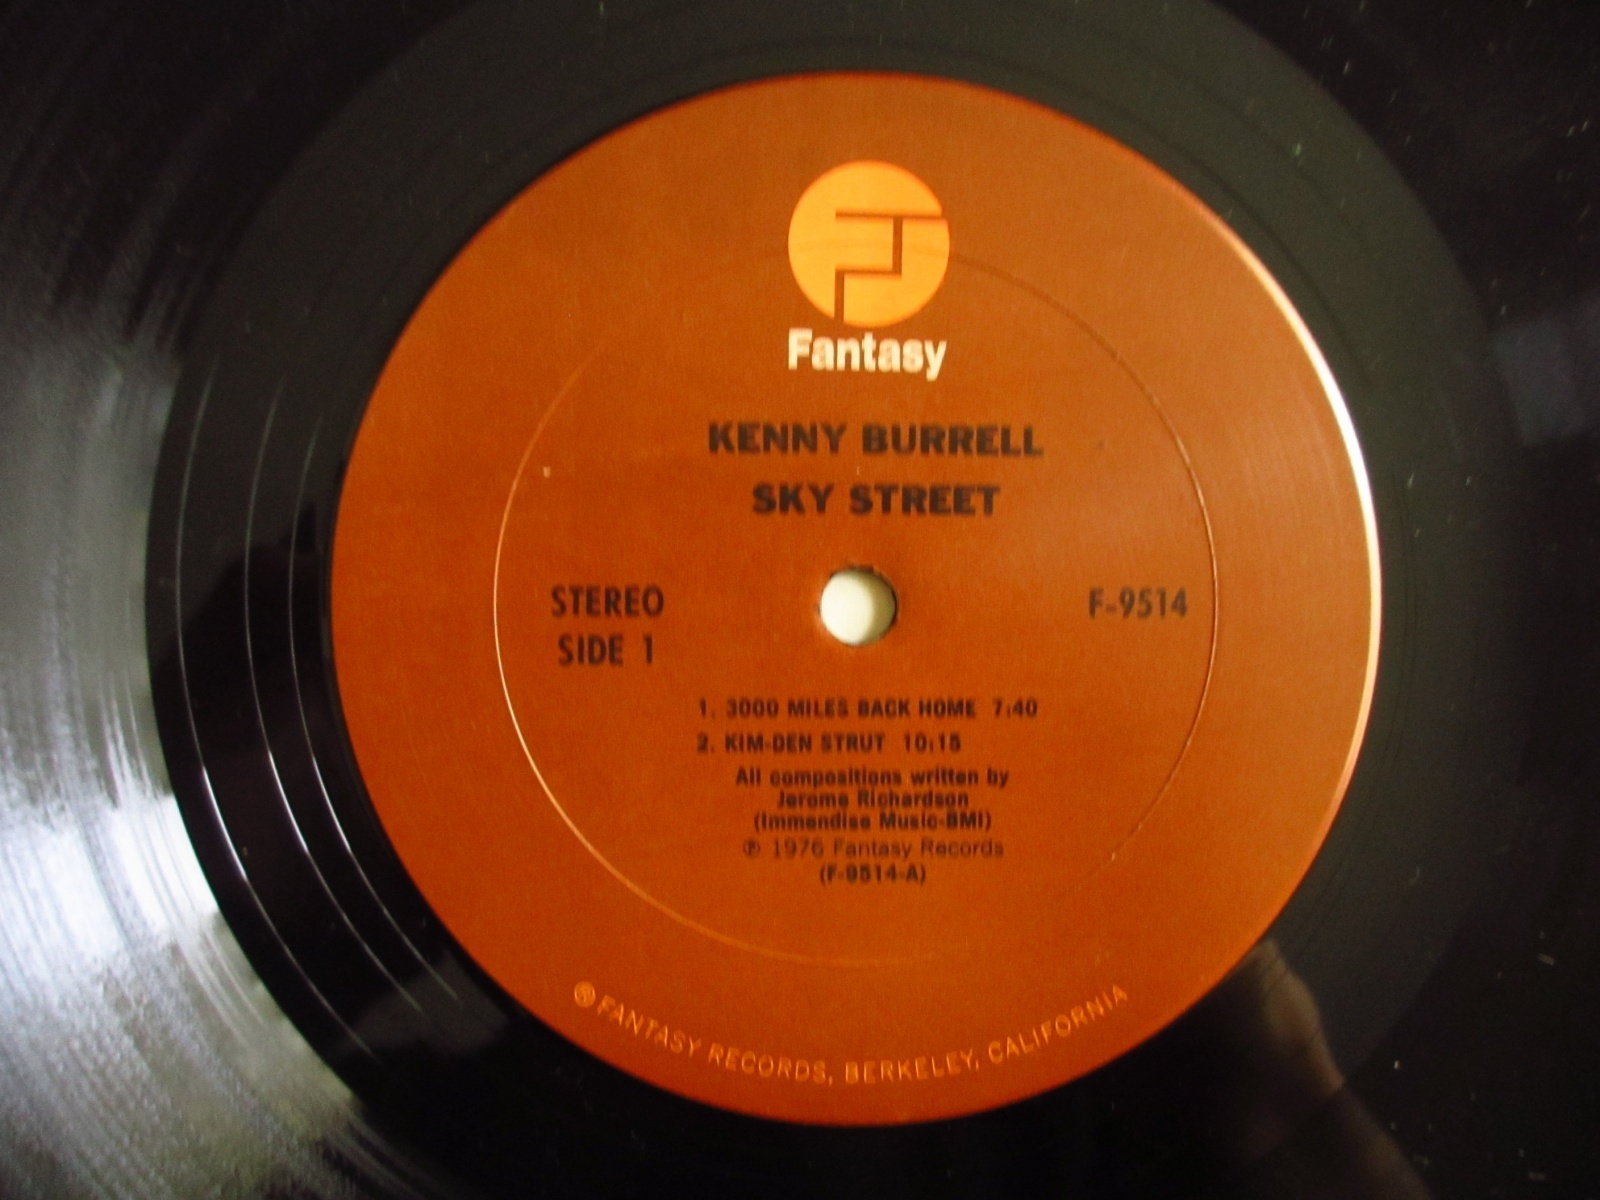 Fantasy
KENNY BURRELL
SKY STREET
STEREO
SIDE 1
F-9514
1. 3000 MILES BACK HOME 7:40
2. KIM-DEN STRUT 10:15
All compositions written by
Jerome Richardson
(Immendise Music-BMI)
℗ 1976 Fantasy Records
(F-9514-A)
® FANTASY RECORDS, BERKELEY, CALIFORNIA